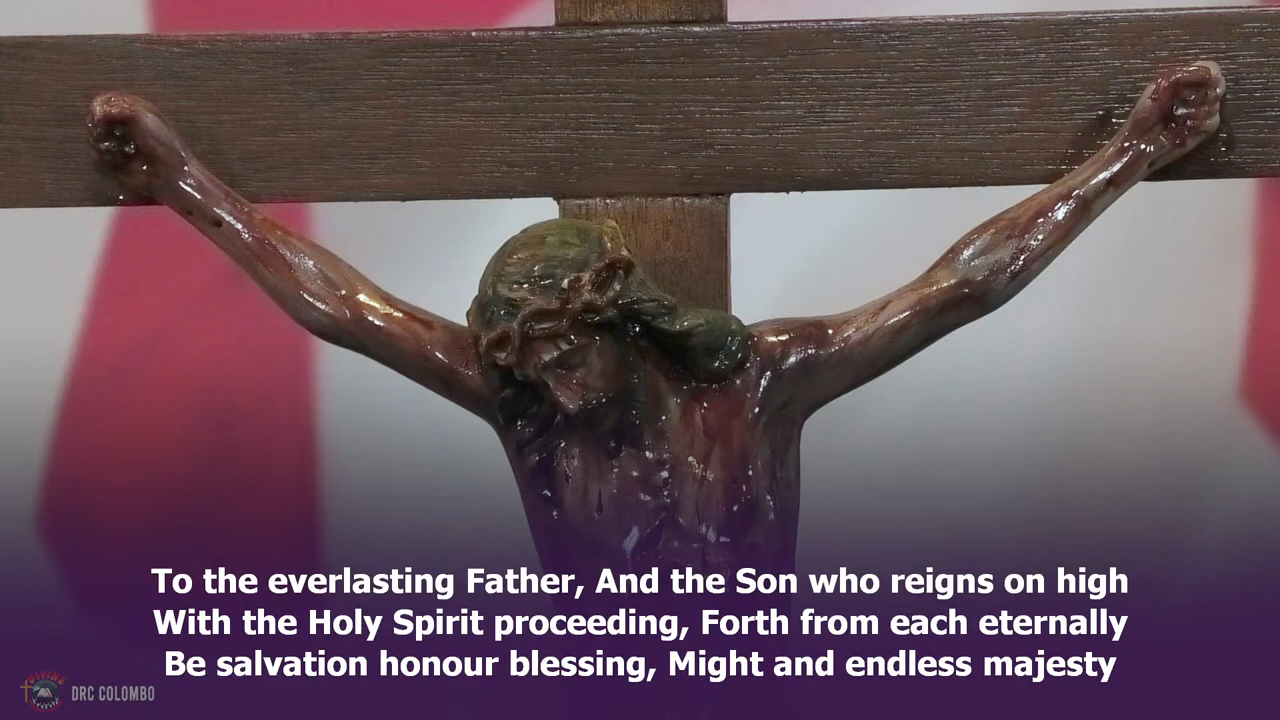 To the everlasting Father, And the Son who reigns on high
With the Holy Spirit proceeding, Forth from each eternally
Be salvation honour blessing, Might and endless majesty
DIVINE
DRC COLOMBO